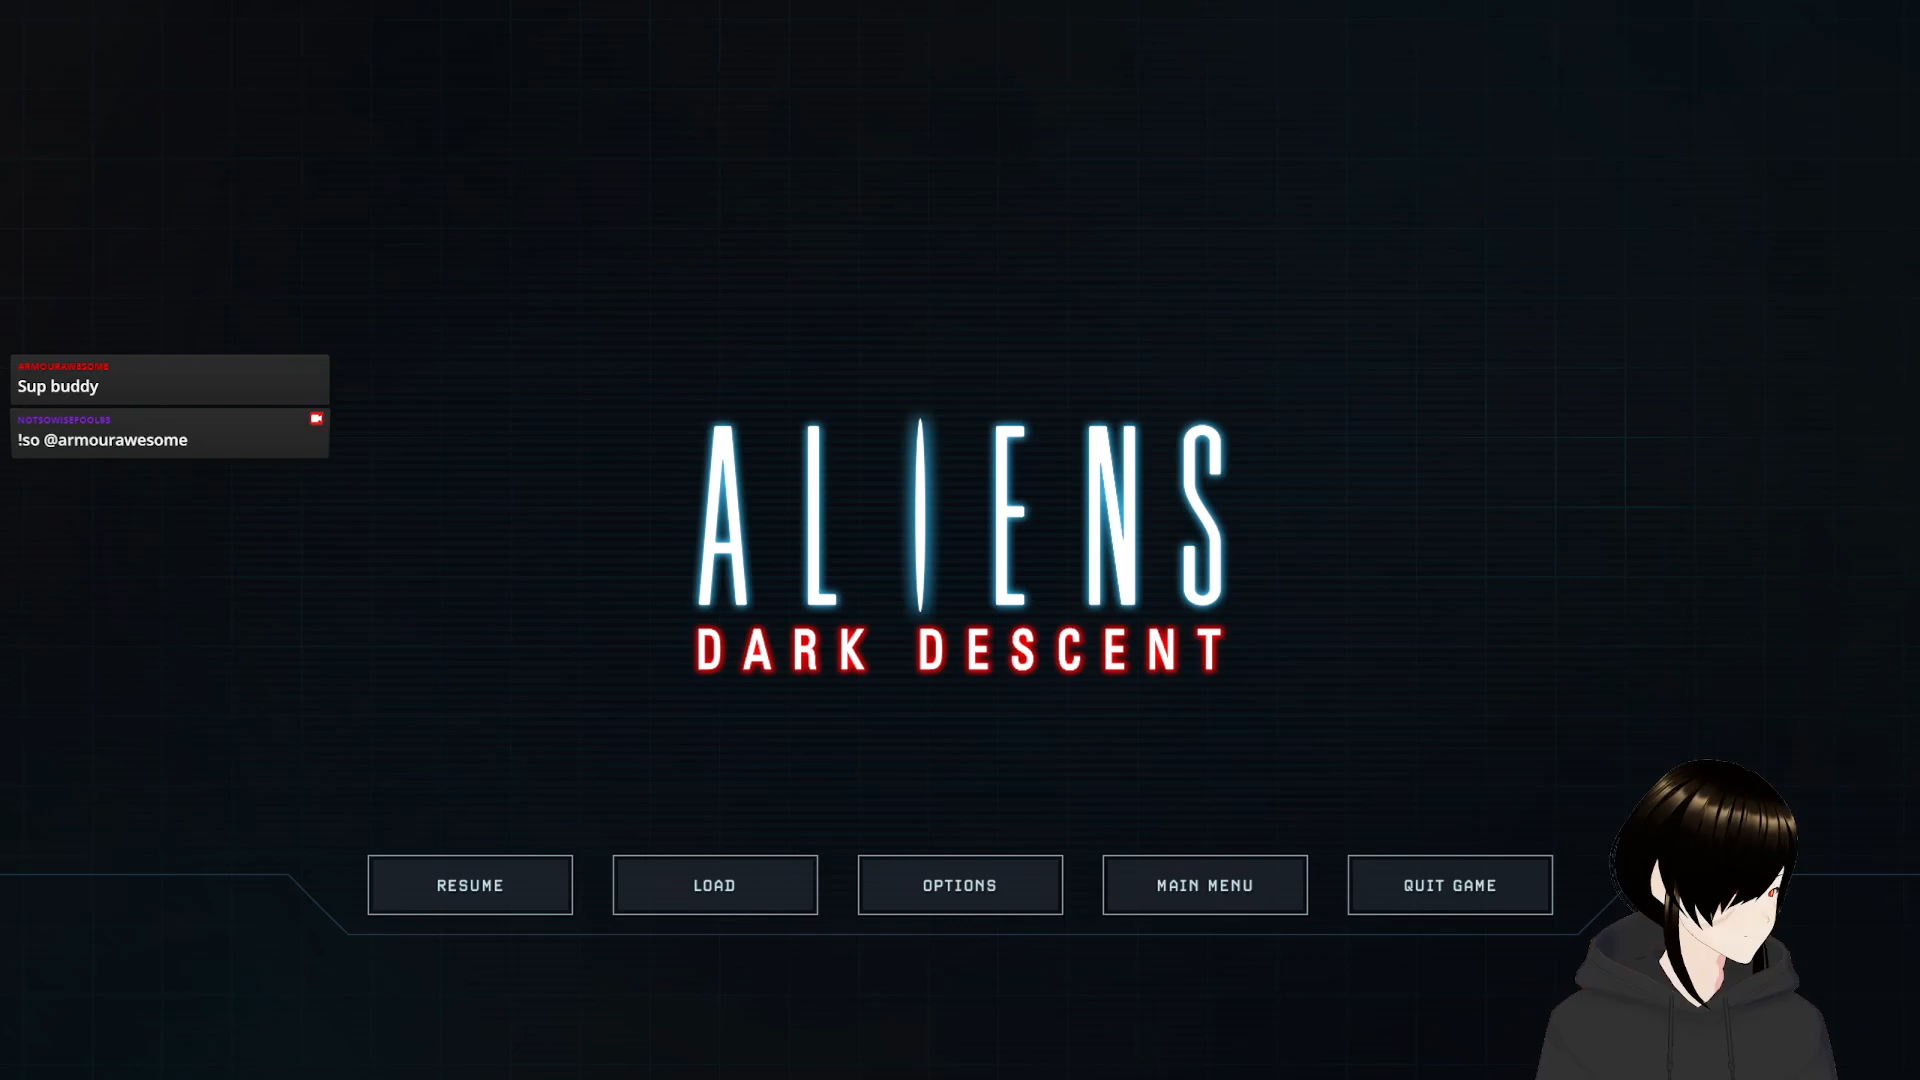 ARMOURAWESOME
Sup buddy
NOTSOWISEFOOL85
!so @armourawesome
ALIENS
DARK DESCENT
RESUME
LOAD
OPTIONS
MAIN MENU
QUIT GAME